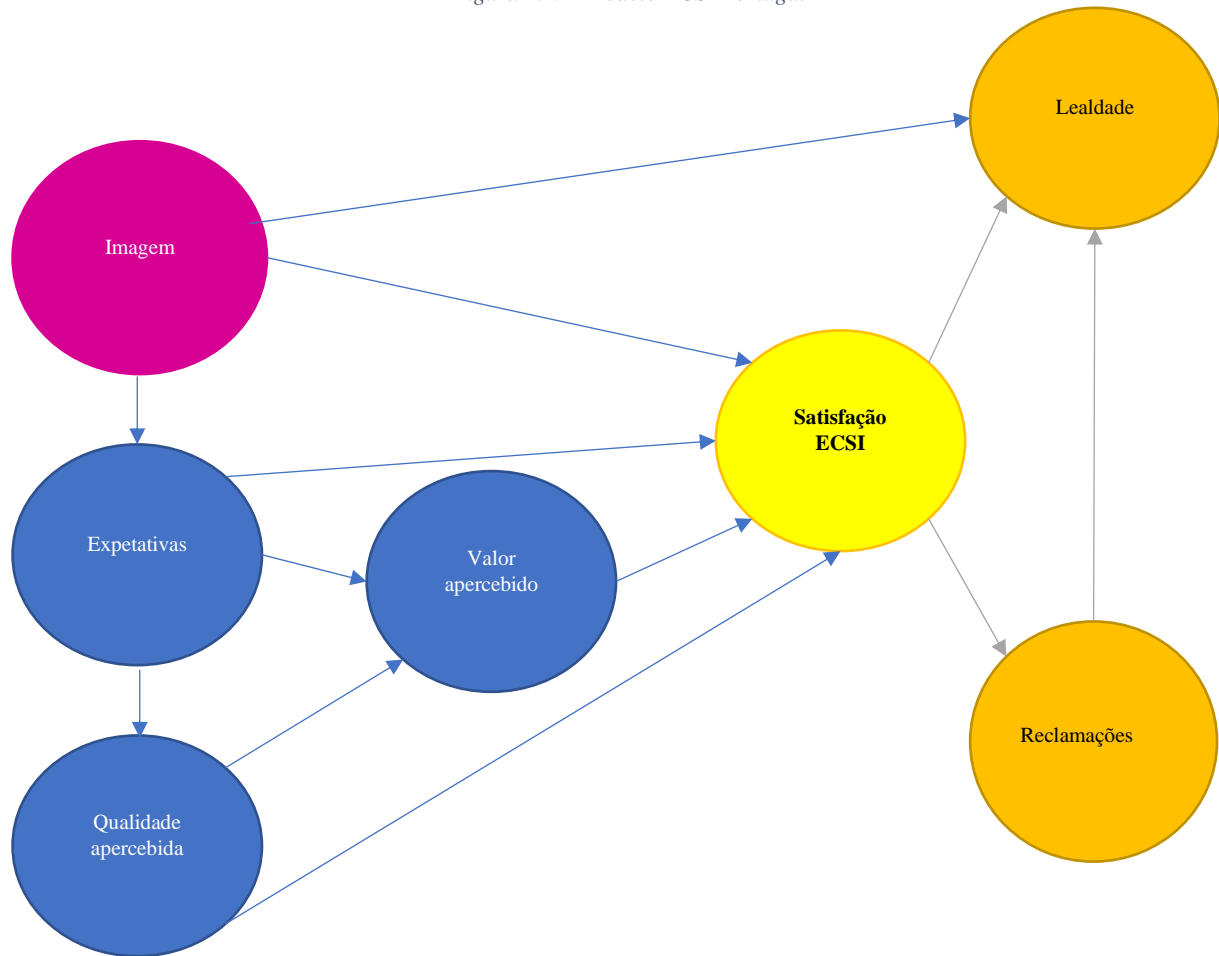 Lealdade
Imagem
Satisfação
ECSI
Expetativas
Valor
apercebido
Reclamações
Qualidade
apercebida